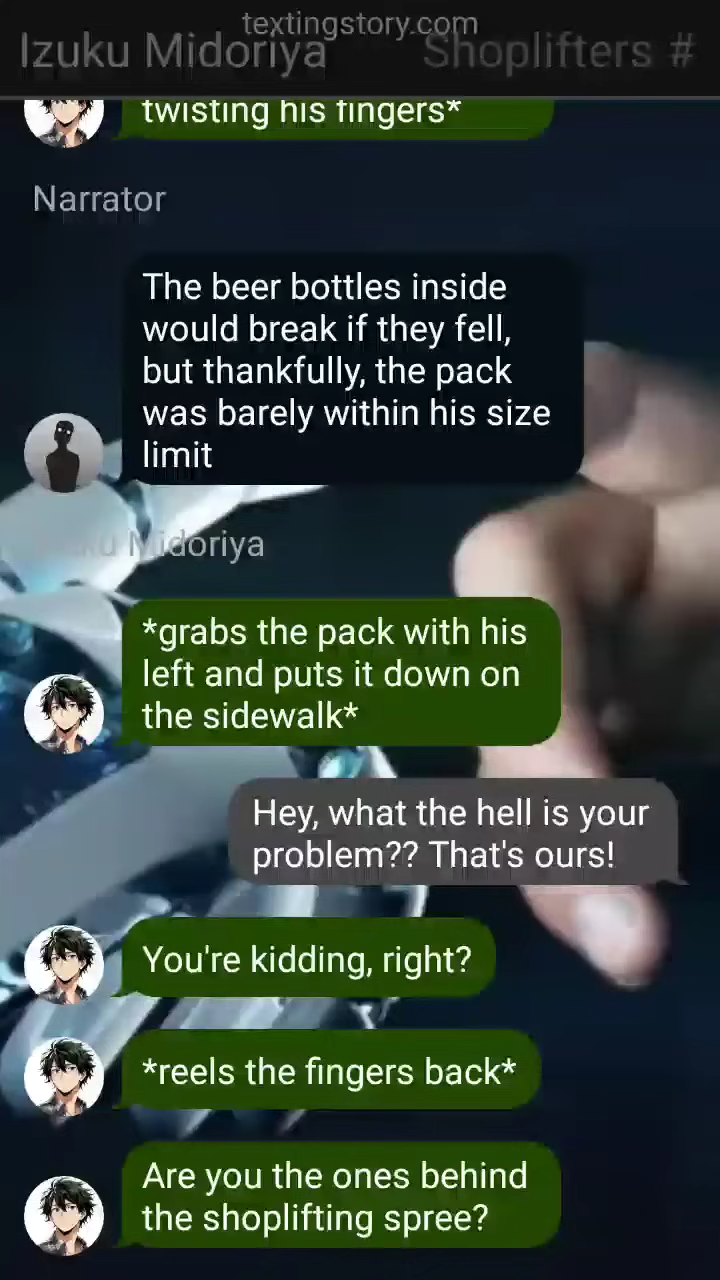 textingstory.com
Izuku Midoriya Shoplifters #
twisting his fingers*
Narrator
The beer bottles inside
would break if they fell,
but thankfully, the pack
was barely within his size
limit
Izuku Midoriya
*grabs the pack with his
left and puts it down on
the sidewalk*
Hey, what the hell is your
problem?? That's ours!
You're kidding, right?
*reels the fingers back*
Are you the ones behind
the shoplifting spree?